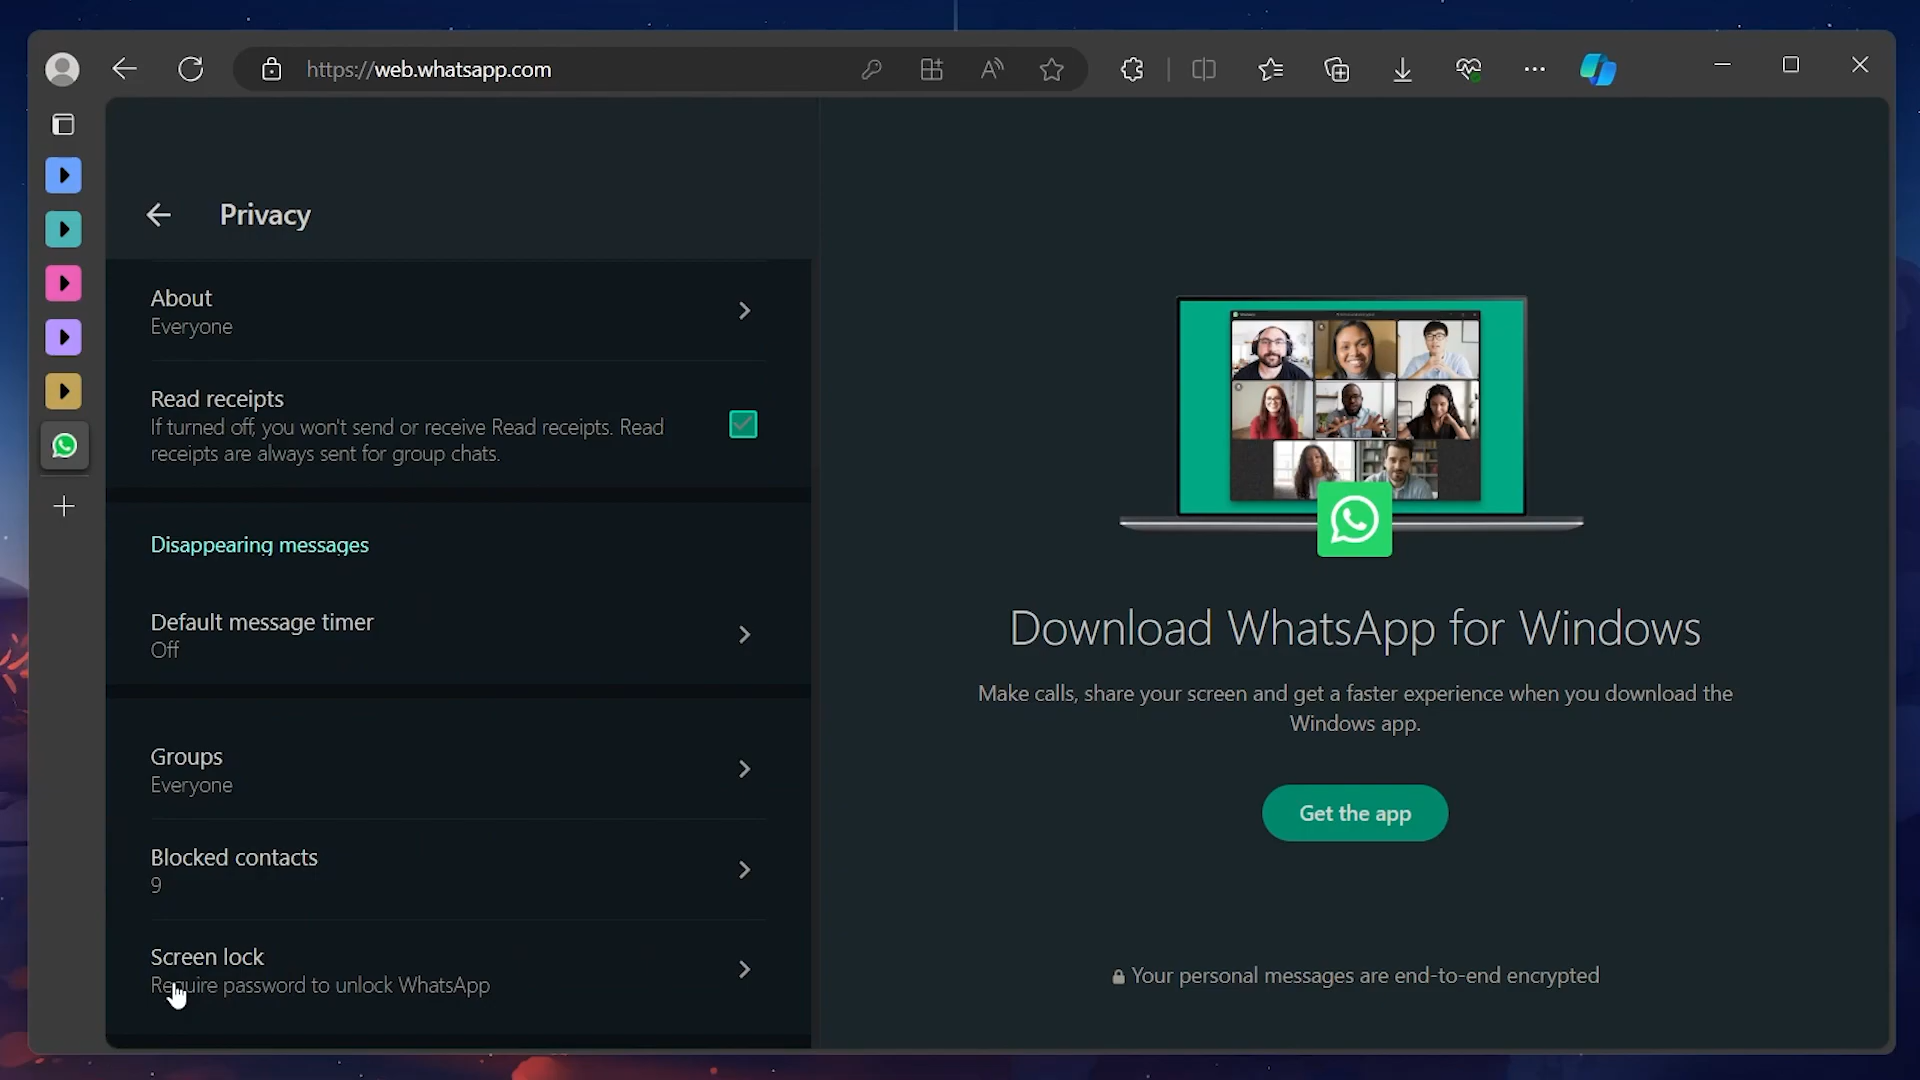 https://web.whatsapp.com
Privacy
About
Everyone
Read receipts
If turned off, you won't send or receive Read receipts. Read
receipts are always sent for group chats.
Disappearing messages
Default message timer
Off
Groups
Everyone
Blocked contacts
9
Screen lock
Require password to unlock WhatsApp
Download WhatsApp for Windows
Make calls, share your screen and get a faster experience when you download the
Windows app.
Get the app
Your personal messages are end-to-end encrypted